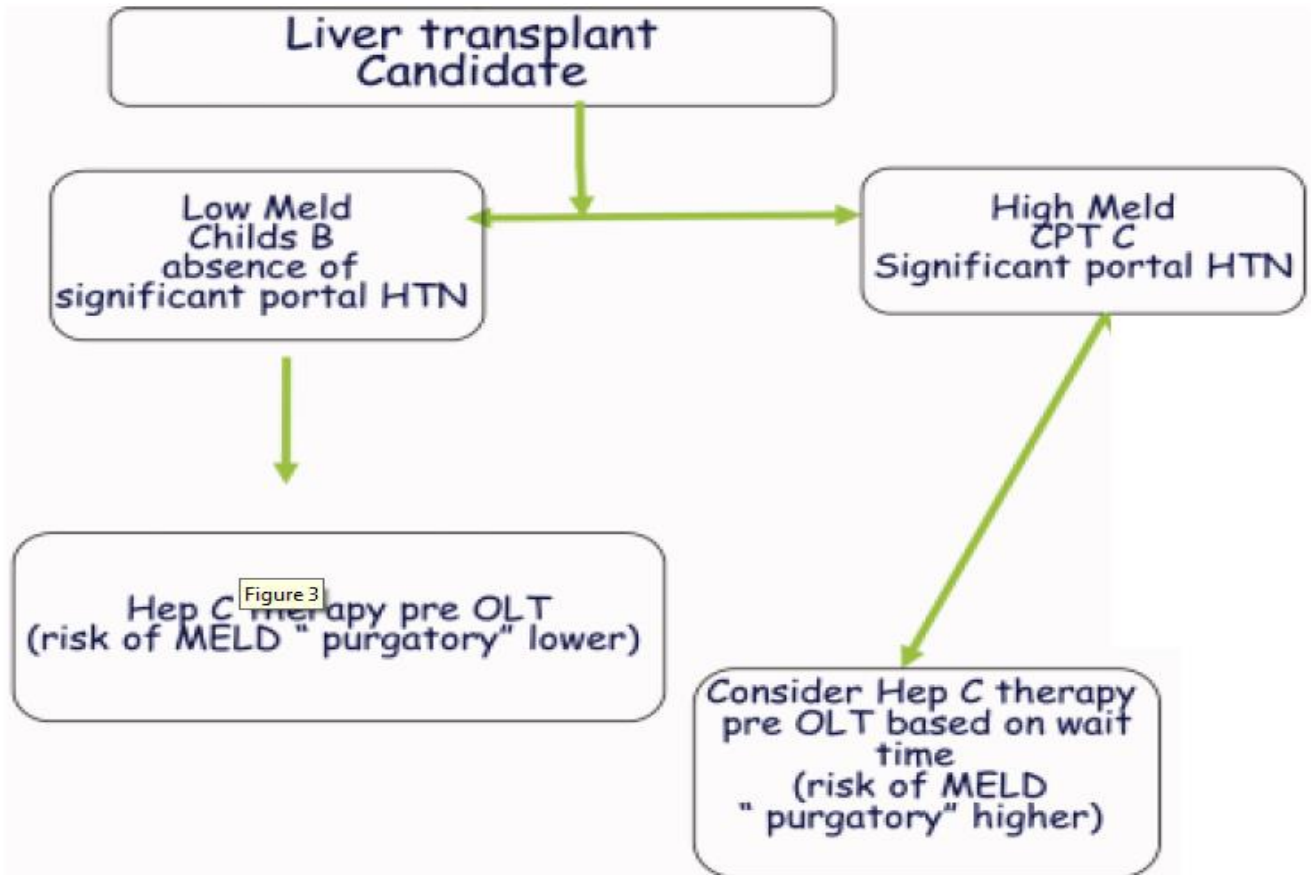 Liver transplant
Candidate
Low Meld
Childs B
absence of
significant portal HTN
High Meld
CPT C
Significant portal HTN
Figure 3
Hep C therapy pre OLT
(risk of MELD “ purgatory” lower)
Consider Hep C therapy
pre OLT based on wait
time
(risk of MELD
“ purgatory” higher)